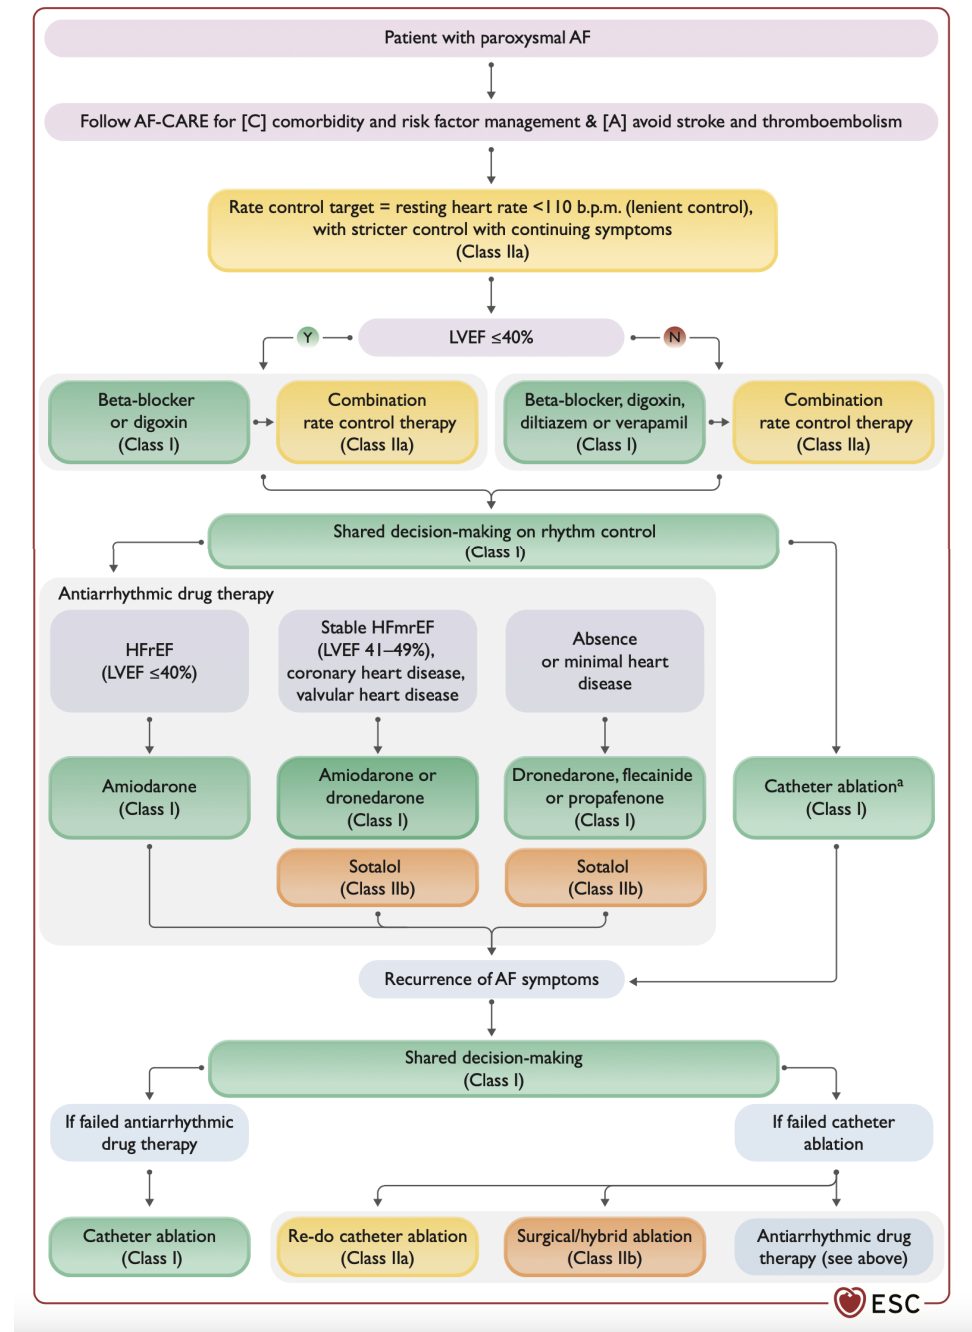 Patient with paroxysmal AF
Follow AF-CARE for [C] comorbidity and risk factor management & [A] avoid stroke and thromboembolism
Rate control target = resting heart rate <110 b.p.m. (lenient control),
with stricter control with continuing symptoms
(Class IIa)
Y
LVEF ≤40%
N
Beta-blocker
or digoxin
(Class I)
Combination
rate control therapy
(Class IIa)
Beta-blocker, digoxin,
diltiazem or verapamil
(Class I)
Combination
rate control therapy
(Class IIa)
Shared decision-making on rhythm control
(Class I)
Antiarrhythmic drug therapy
HFrEF
(LVEF ≤40%)
Stable HFmrEF
(LVEF 41–49%),
coronary heart disease,
valvular heart disease
Absence
or minimal heart
disease
Amiodarone
(Class I)
Amiodarone or
dronedarone
(Class I)
Dronedarone, flecainide
or propafenone
(Class I)
Catheter ablationᵃ
(Class I)
Sotalol
(Class IIb)
Sotalol
(Class IIb)
Recurrence of AF symptoms
Shared decision-making
(Class I)
If failed antiarrhythmic
drug therapy
If failed catheter
ablation
Catheter ablation
(Class I)
Re-do catheter ablation
(Class IIa)
Surgical/hybrid ablation
(Class IIb)
Antiarrhythmic drug
therapy (see above)
ESC